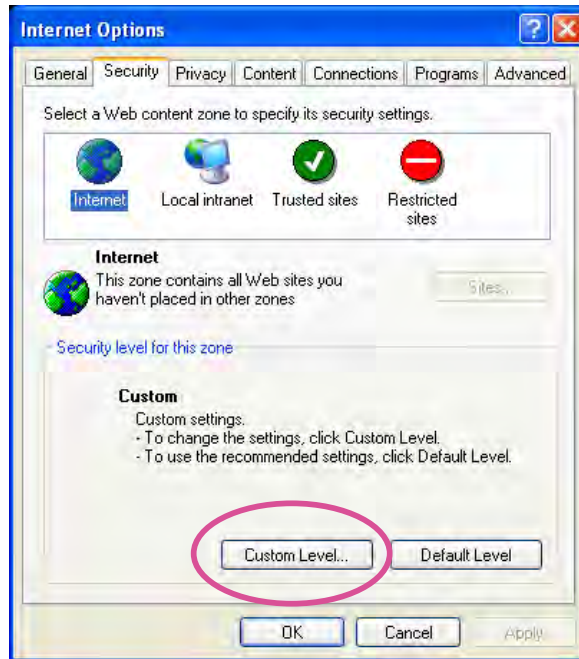 Internet Options
General Security Privacy Content Connections Programs Advanced
Select a Web content zone to specify its security settings.
Internet Local intranet Trusted sites Restricted sites
Internet
This zone contains all Web sites you
haven't placed in other zones
Sites...
Security level for this zone
Custom
Custom settings.
- To change the settings, click Custom Level.
- To use the recommended settings, click Default Level.
Custom Level... Default Level
OK Cancel Apply